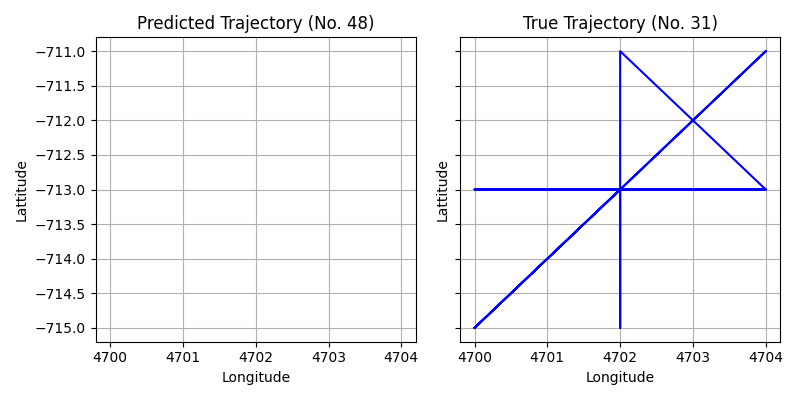 Predicted Trajectory (No. 48)
−711.0
−711.5
−712.0
−712.5
−713.0
−713.5
−714.0
−714.5
−715.0
Lattitude
4700 4701 4702 4703 4704
Longitude
True Trajectory (No. 31)
Lattitude
4700 4701 4702 4703 4704
Longitude